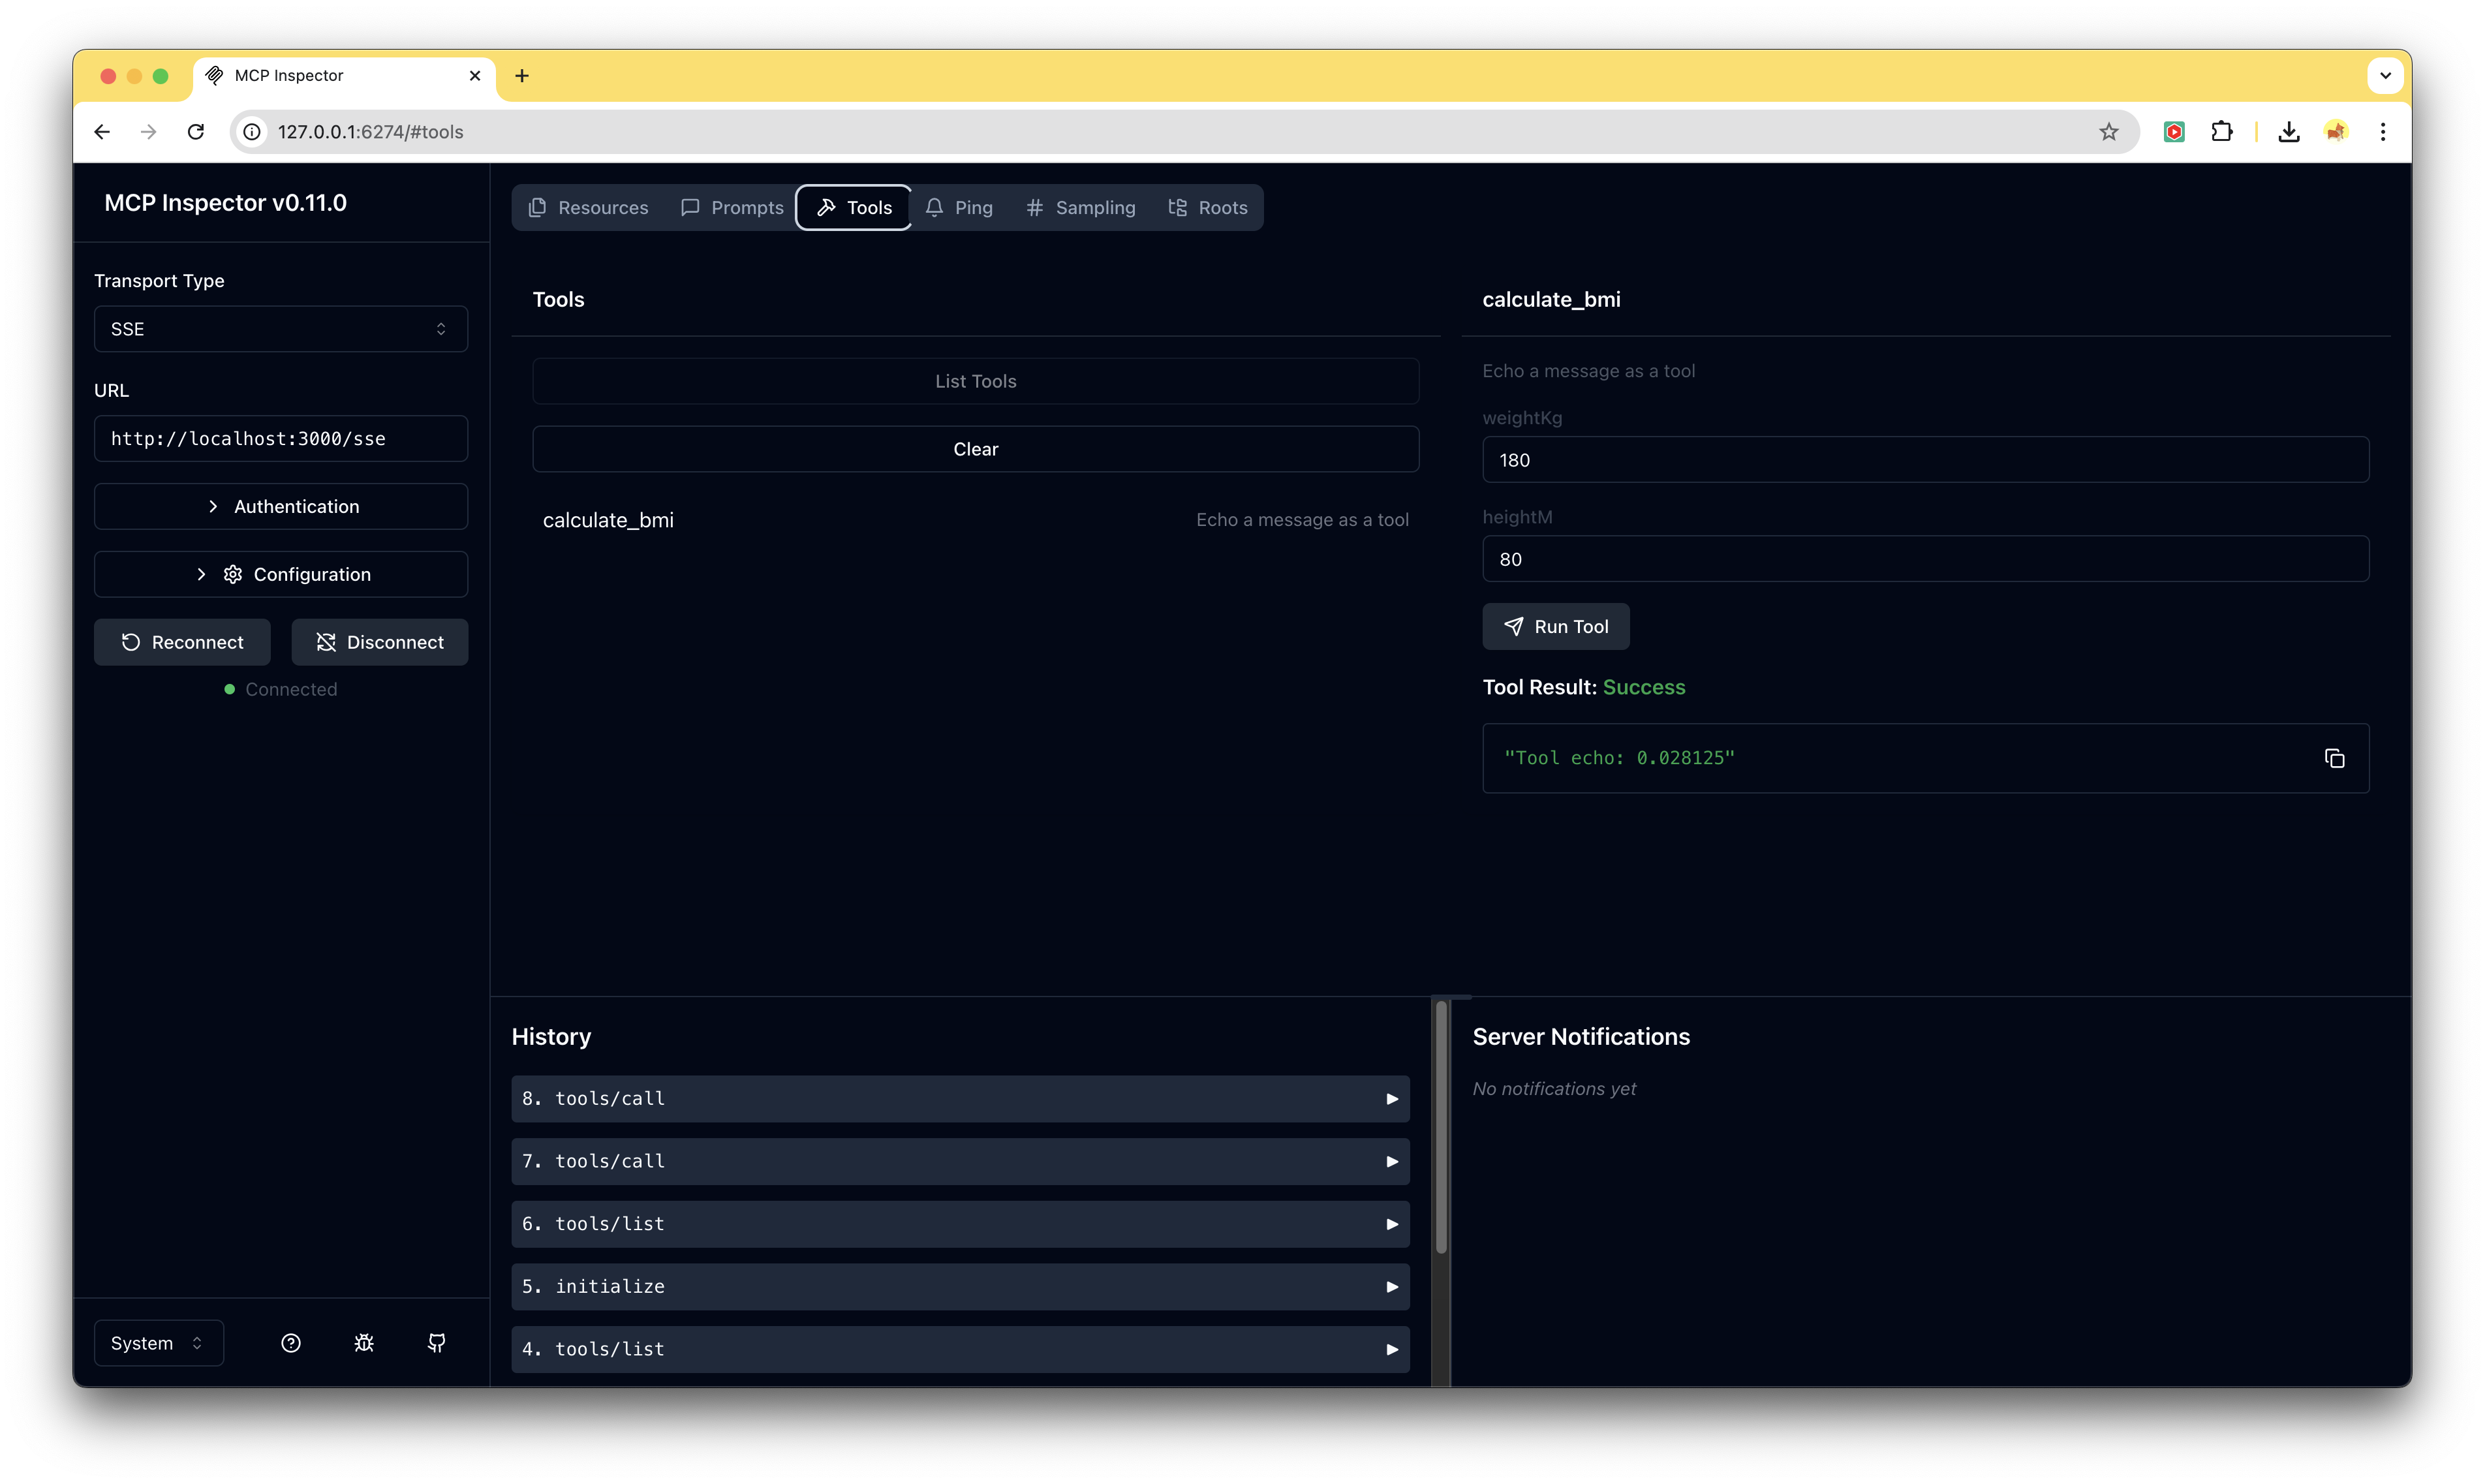 MCP Inspector
127.0.0.1:6274/#tools
MCP Inspector v0.11.0
Transport Type
SSE
URL
http://localhost:3000/sse
Authentication
Configuration
Reconnect
Disconnect
Connected
System
Resources
Prompts
Tools
Ping
Sampling
Roots
Tools
List Tools
Clear
calculate_bmi
Echo a message as a tool
calculate_bmi
Echo a message as a tool
weightKg
180
heightM
80
Run Tool
Tool Result: Success
"Tool echo: 0.028125"
History
8. tools/call
7. tools/call
6. tools/list
5. initialize
4. tools/list
Server Notifications
No notifications yet